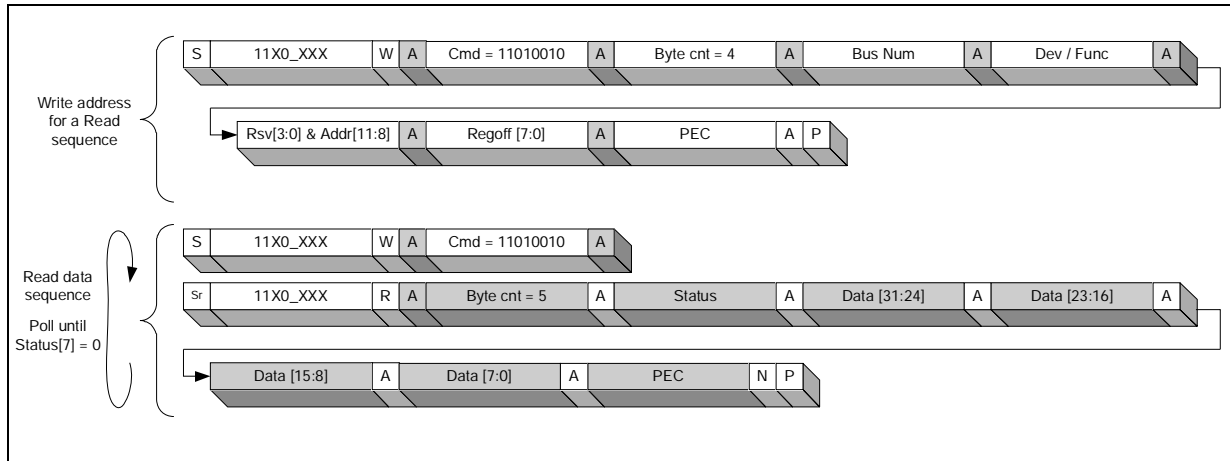 S 11X0_XXX W A Cmd = 11010010 A Byte cnt = 4 A Bus Num A Dev / Func A
Write address
for a Read
sequence
Rsv[3:0] & Addr[11:8] A Regoff [7:0] A PEC A P
S 11X0_XXX W A Cmd = 11010010 A
Read data
sequence
Poll until
Status[7] = 0
Sr 11X0_XXX R A Byte cnt = 5 A Status A Data [31:24] A Data [23:16] A
Data [15:8] A Data [7:0] A PEC N P